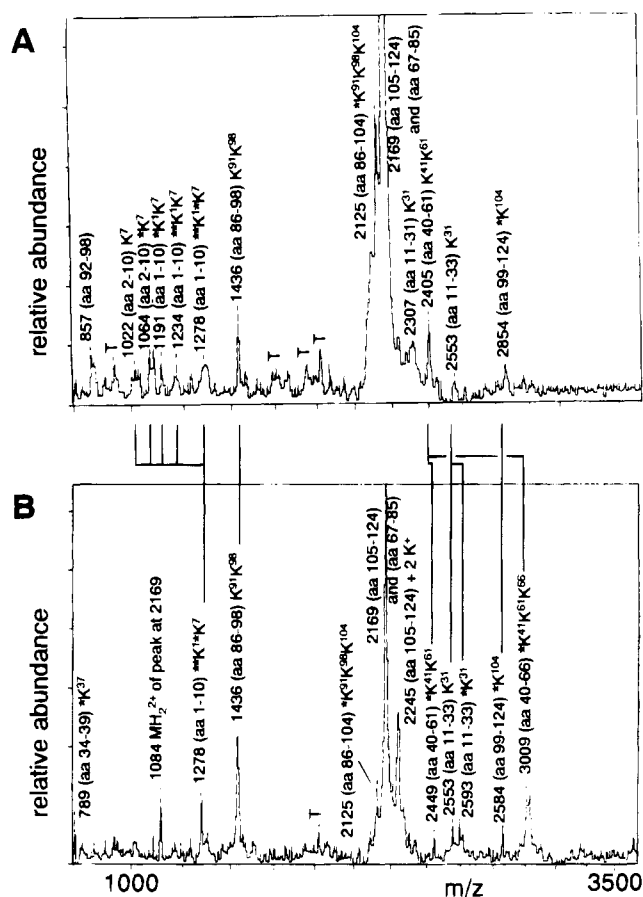 A
relative abundance
857 (aa 92-98)
T
1022 (aa 2-10) K⁷
1064 (aa 2-10) *K⁷
1191 (aa 1-10) *K¹K⁷
1234 (aa 1-10) **K¹K⁷
1278 (aa 1-10) **K¹*K⁷
1436 (aa 86-98) K⁹¹K⁹⁸
T
T
T
2125 (aa 86-104) *K⁹¹K⁹⁸K¹⁰⁴
2169 (aa 105-124)
and (aa 67-85)
2307 (aa 11-31) K³¹
2405 (aa 40-61) K⁴¹K⁶¹
2553 (aa 11-33) K³¹
2854 (aa 99-124) *K¹⁰⁴
B
relative abundance
789 (aa 34-39) *K³⁷
1084 MH₂²⁺ of peak at 2169
1278 (aa 1-10) **K¹*K⁷
1436 (aa 86-98) K⁹¹K⁹⁸
T
2125 (aa 86-104) *K⁹¹K⁹⁸K¹⁰⁴
2169 (aa 105-124)
and (aa 67-85)
2245 (aa 105-124) + 2 K⁺
2449 (aa 40-61) *K⁴¹K⁶¹
2553 (aa 11-33) K³¹
2593 (aa 11-33) *K³¹
2584 (aa 99-124) *K¹⁰⁴
3009 (aa 40-66) *K⁴¹K⁶¹K⁶⁶
1000
m/z
3500